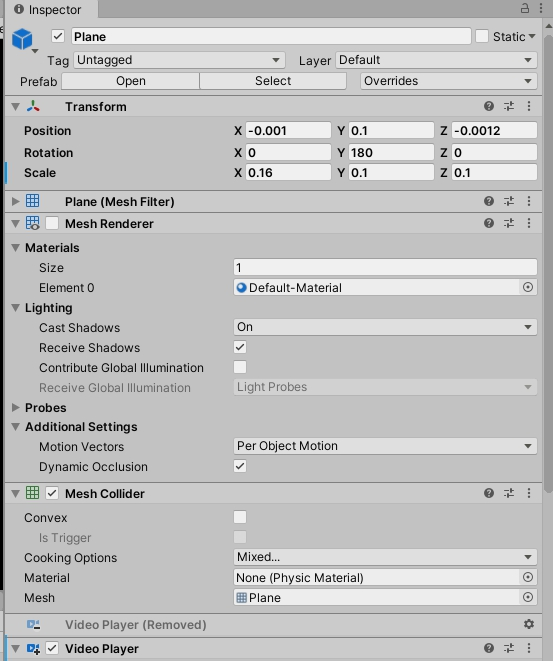 Inspector
Plane Static
Tag Untagged Layer Default
Prefab Open Select Overrides
Transform
Position X -0.001 Y 0.1 Z -0.0012
Rotation X 0 Y 180 Z 0
Scale X 0.16 Y 0.1 Z 0.1
Plane (Mesh Filter)
Mesh Renderer
Materials
Size 1
Element 0 Default-Material
Lighting
Cast Shadows On
Receive Shadows
Contribute Global Illumination
Receive Global Illumination Light Probes
Probes
Additional Settings
Motion Vectors Per Object Motion
Dynamic Occlusion
Mesh Collider
Convex
Is Trigger
Cooking Options Mixed...
Material None (Physic Material)
Mesh Plane
Video Player (Removed)
Video Player